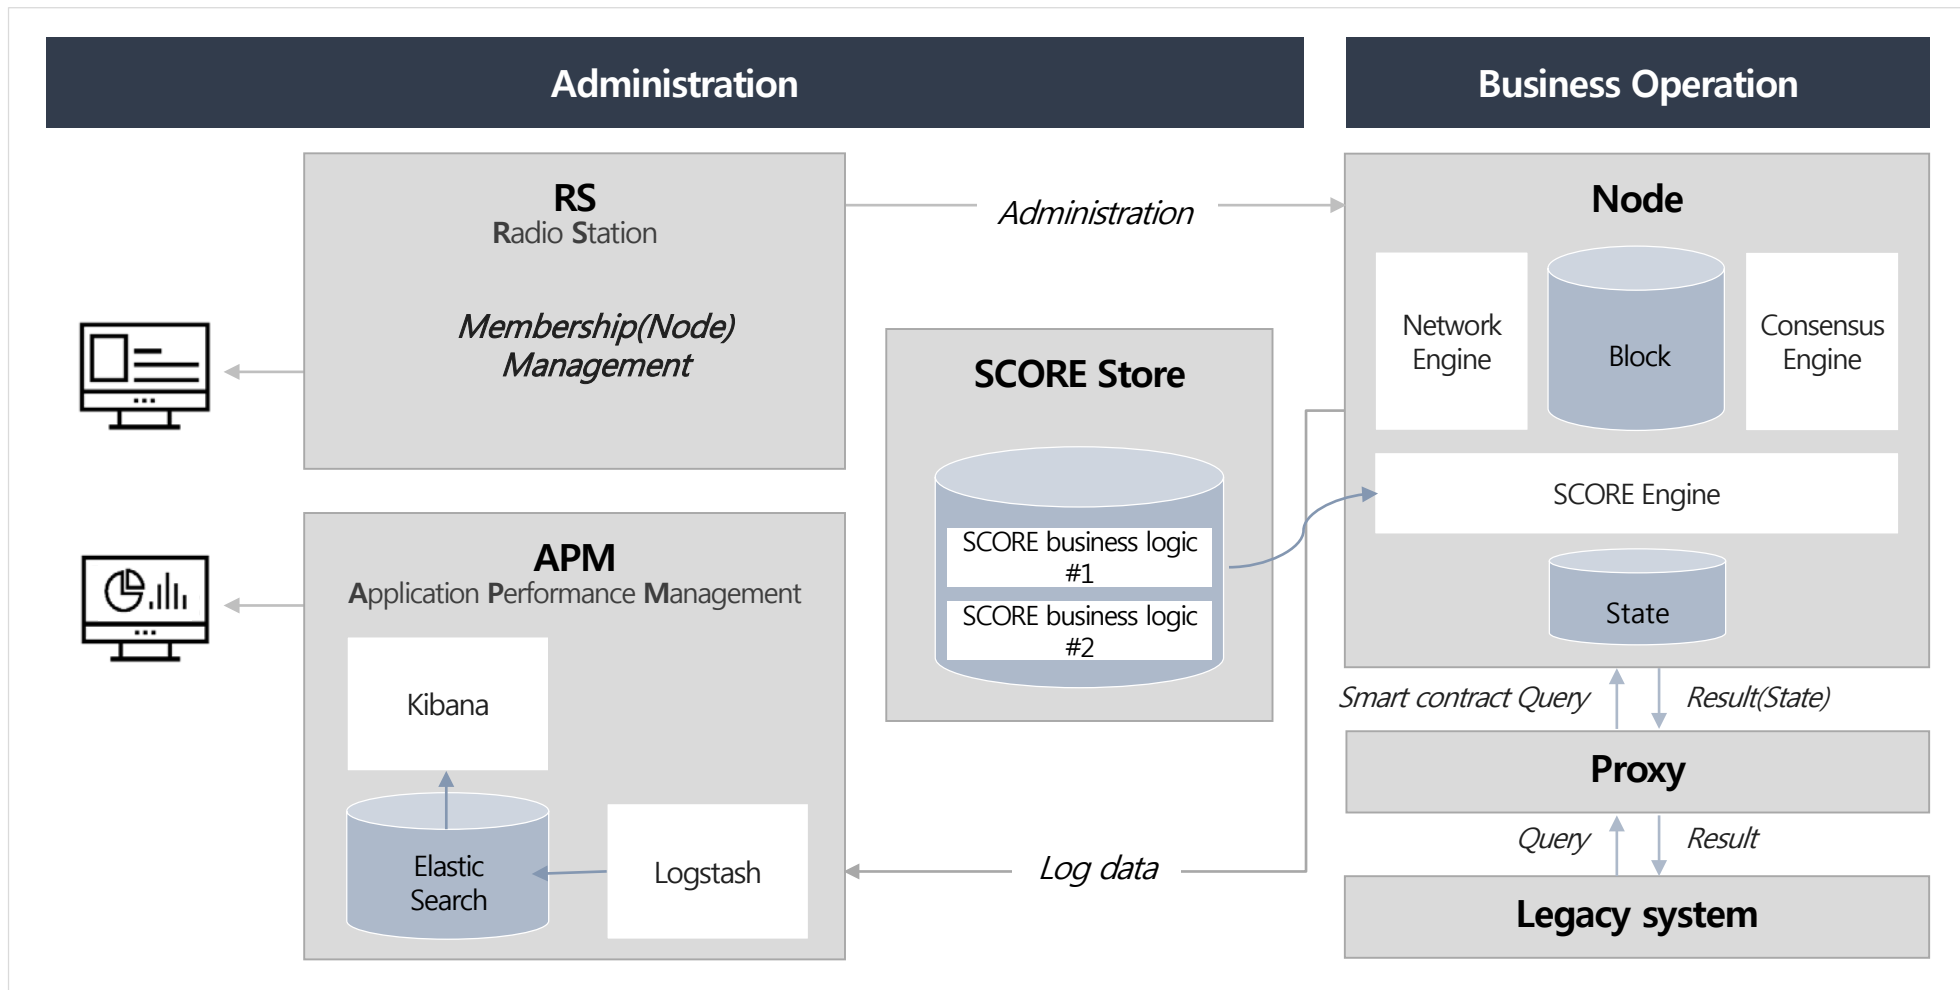 Administration
Business Operation
RS
Radio Station
Membership(Node)
Management
Administration
APM
Application Performance Management
Kibana
Elastic
Search
Logstash
Log data
SCORE Store
SCORE business logic
#1
SCORE business logic
#2
Node
Network
Engine
Block
Consensus
Engine
SCORE Engine
State
Smart contract Query
Result(State)
Proxy
Query
Result
Legacy system